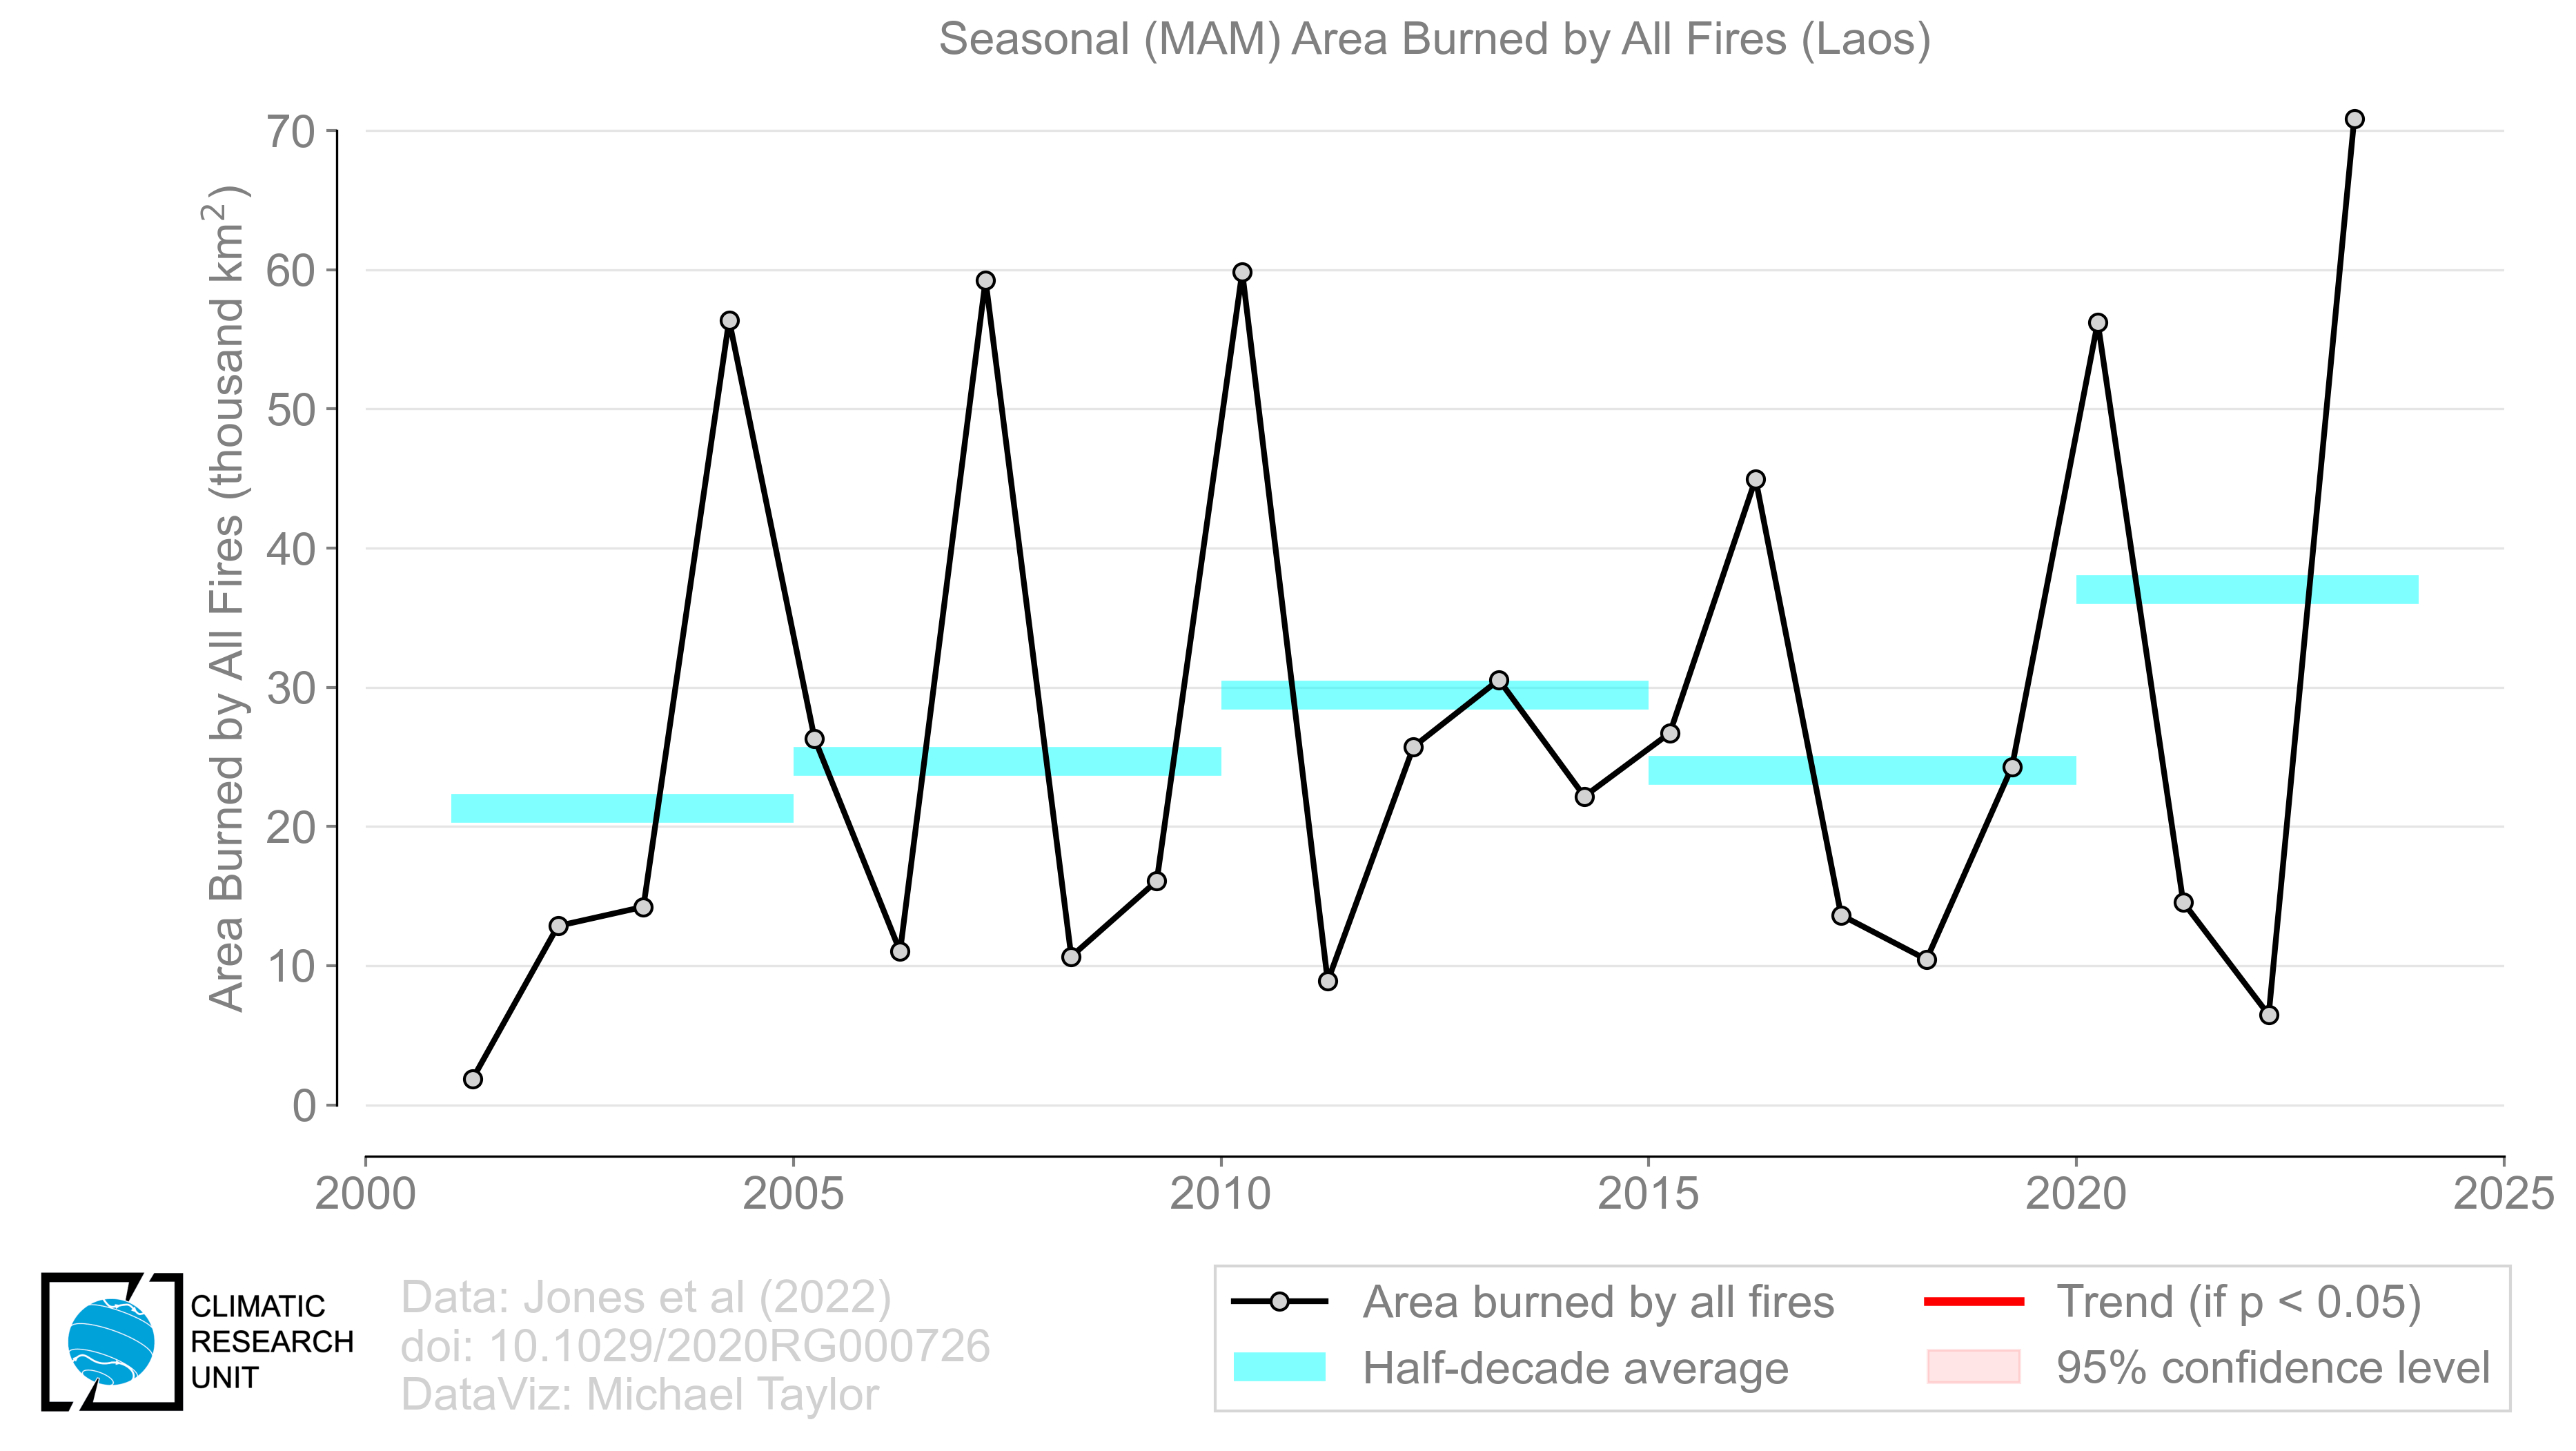 Seasonal (MAM) Area Burned by All Fires (Laos)
Area Burned by All Fires (thousand km²)
70
60
50
40
30
20
10
0
2000 2005 2010 2015 2020 2025
CLIMATIC
RESEARCH
UNIT
Data: Jones et al (2022)
doi: 10.1029/2020RG000726
DataViz: Michael Taylor
Area burned by all fires
Half-decade average
Trend (if p < 0.05)
95% confidence level